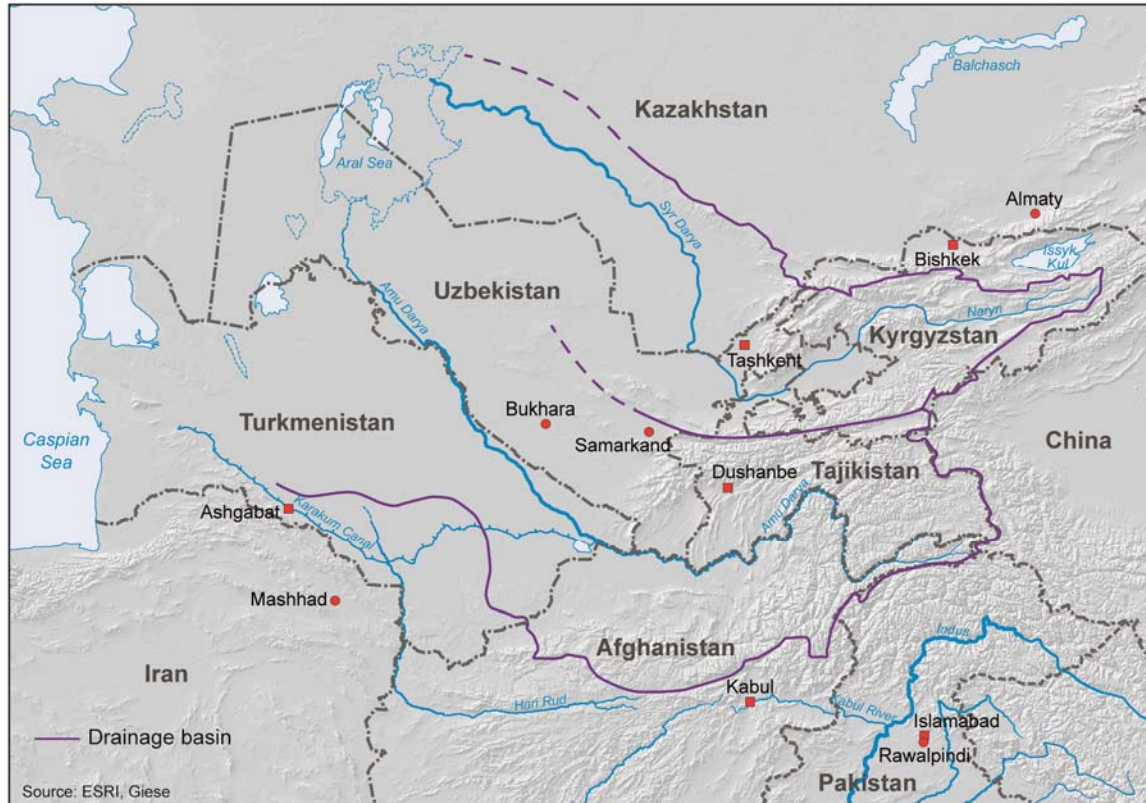 Balchasch
Kazakhstan
Aral Sea
Syr Darya
Almaty
Bishkek
Issyk
Kul
Uzbekistan
Amu Darya
Naryn
Kyrgyzstan
Tashkent
Turkmenistan
Bukhara
Samarkand
China
Caspian
Sea
Dushanbe
Tajikistan
Ashgabat
Karakum Canal
Amu Darya
Mashhad
Afghanistan
Indus
Iran
Kabul
Hari Rud
Kabul River
Islamabad
Rawalpindi
Drainage basin
Pakistan
Source: ESRI, Giese